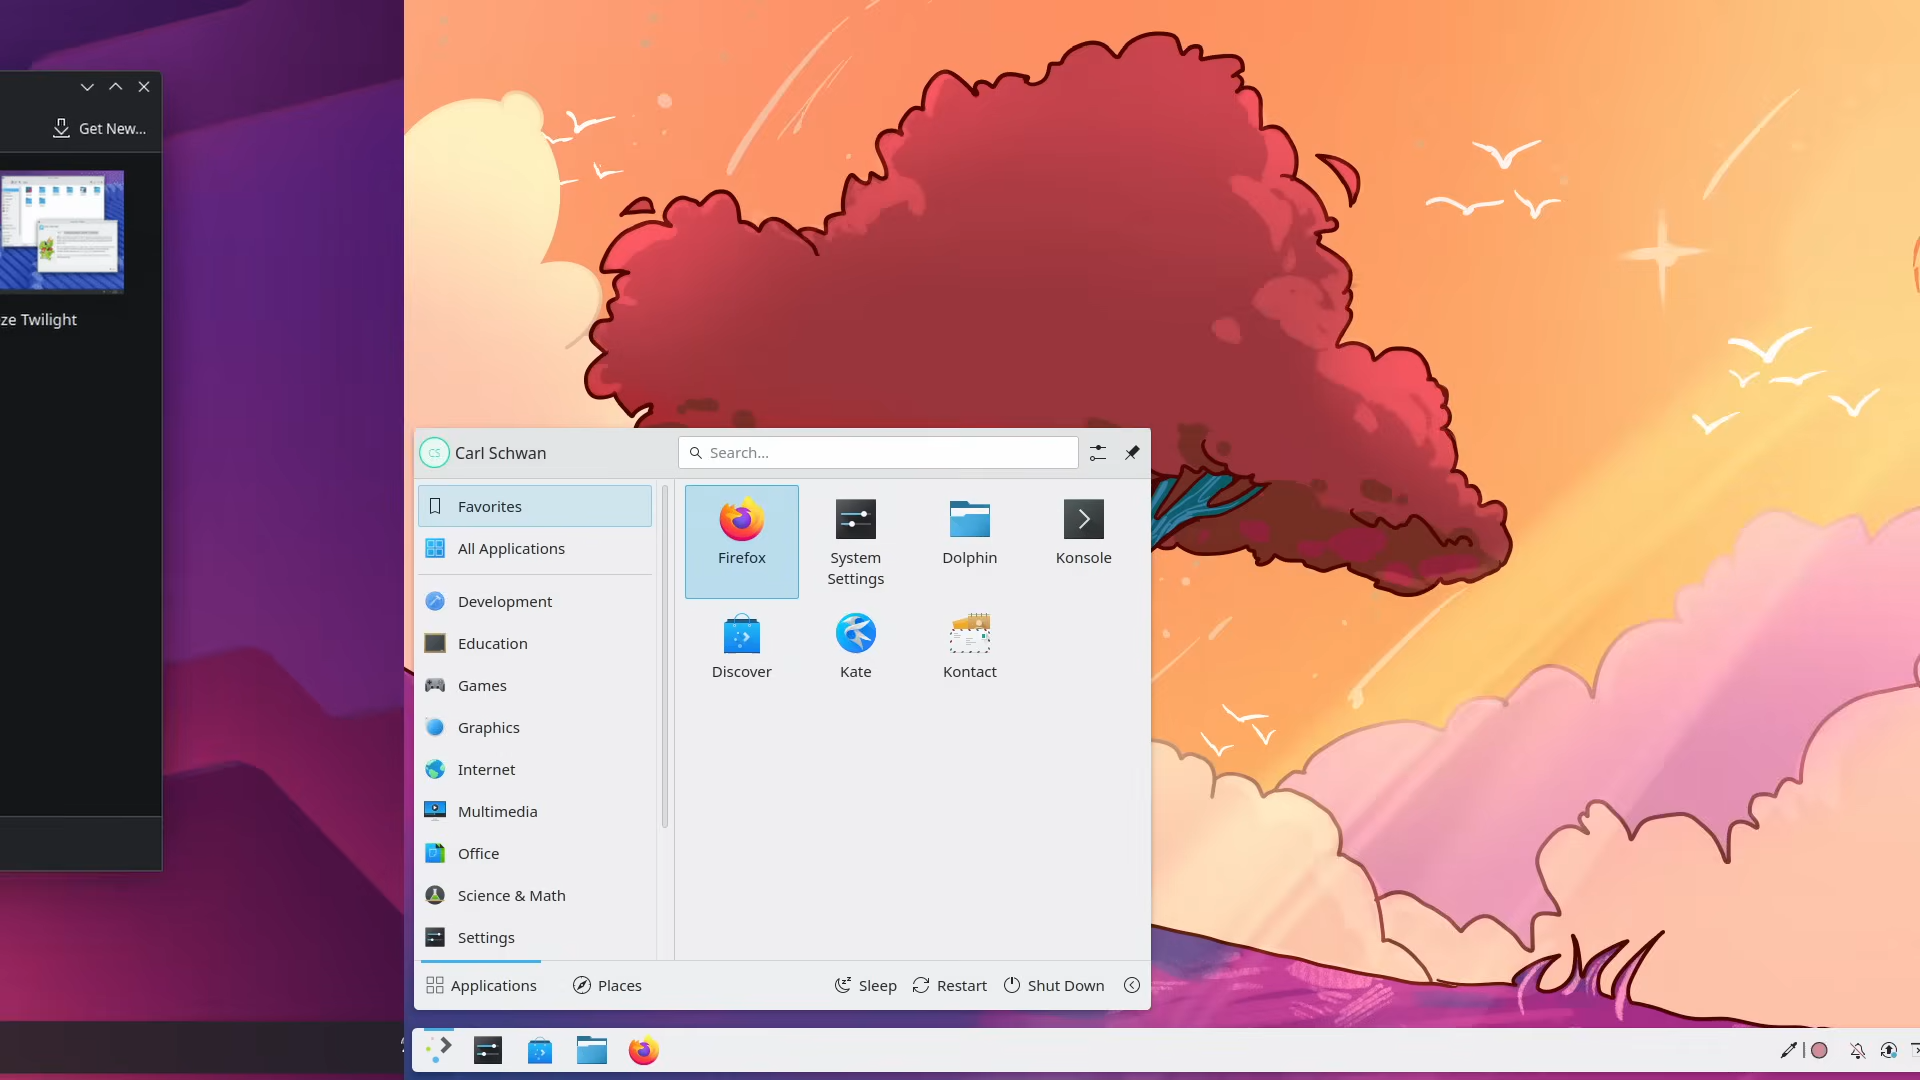 Get New...
ze Twilight
CS
Carl Schwan
Search...
Favorites
All Applications
Development
Education
Games
Graphics
Internet
Multimedia
Office
Science & Math
Settings
Firefox
System
Settings
Dolphin
Konsole
Discover
Kate
Kontact
Applications
Places
Sleep
Restart
Shut Down